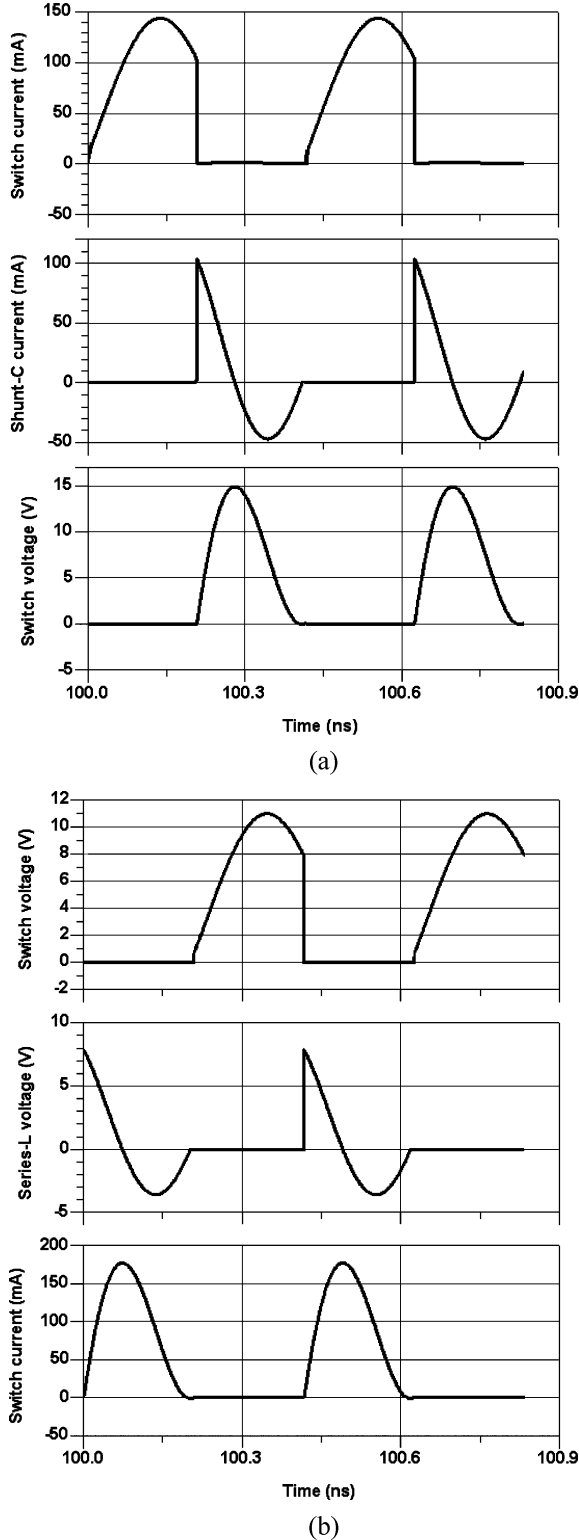 Switch current (mA)
150
100
50
0
-50
Shunt-C current (mA)
100
50
0
-50
Switch voltage (V)
15
10
5
0
-5
100.0 100.3 100.6 100.9
Time (ns)
(a)
Switch voltage (V)
12
10
8
6
4
2
0
-2
Series-L voltage (V)
10
5
0
-5
Switch current (mA)
200
150
100
50
0
-50
100.0 100.3 100.6 100.9
Time (ns)
(b)